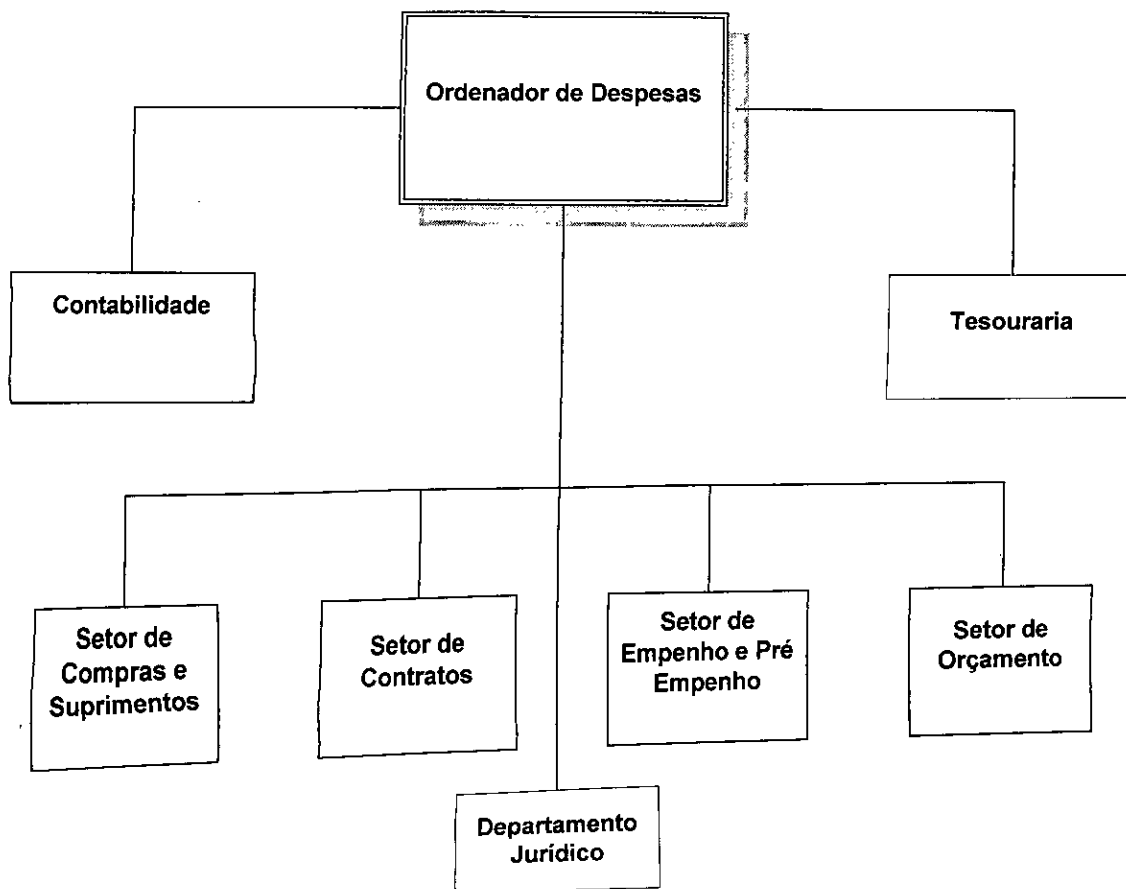 Ordenador de Despesas
Contabilidade
Tesouraria
Setor de
Compras e
Suprimentos
Setor de
Contratos
Setor de
Empenho e Pré
Empenho
Setor de
Orçamento
Departamento
Jurídico